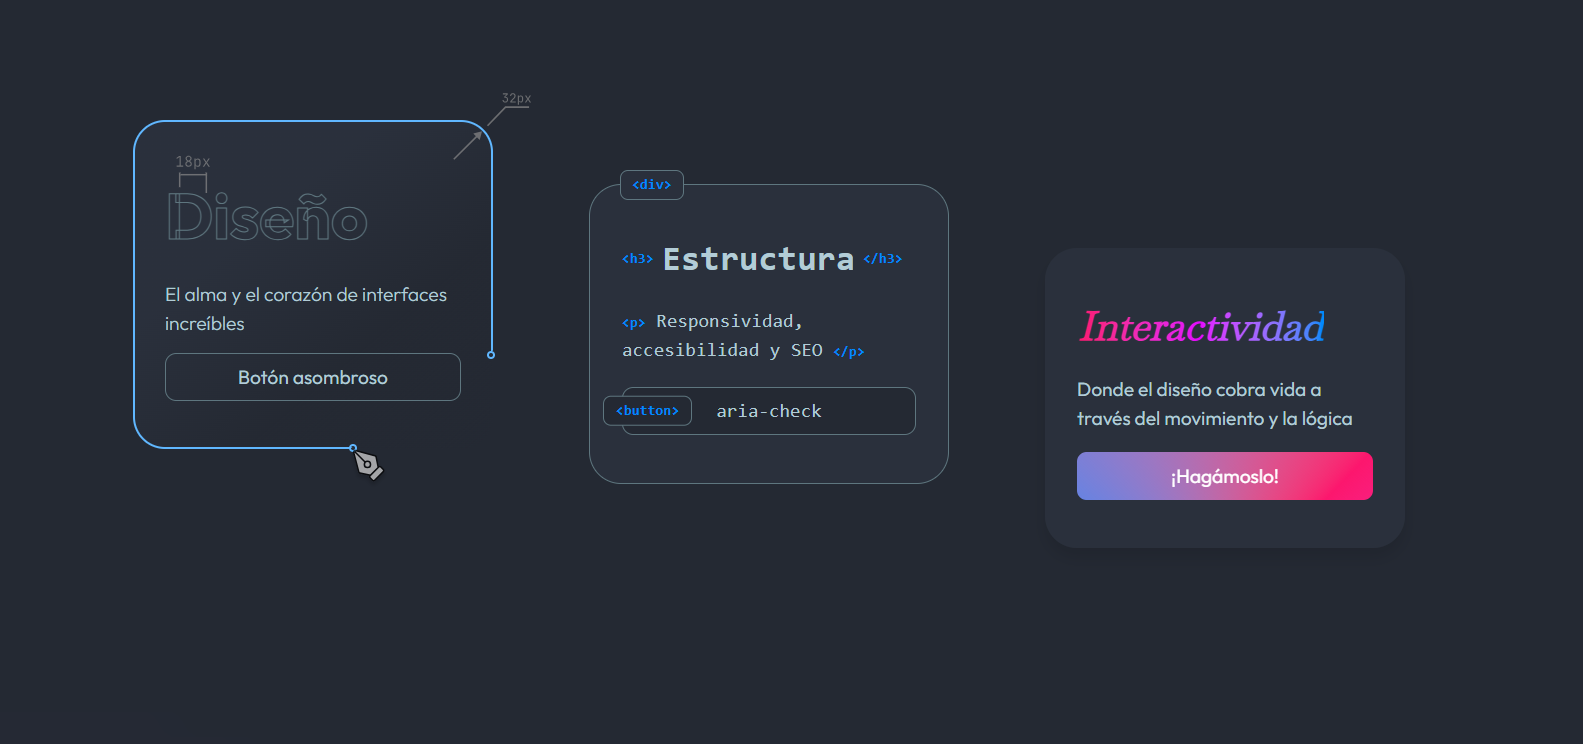 32px
18px
Diseño
El alma y el corazón de interfaces
increíbles
Botón asombroso
<div>
<h3> Estructura </h3>
<p> Responsividad,
accesibilidad y SEO </p>
<button> aria-check
Interactividad
Donde el diseño cobra vida a
través del movimiento y la lógica
¡Hagámoslo!